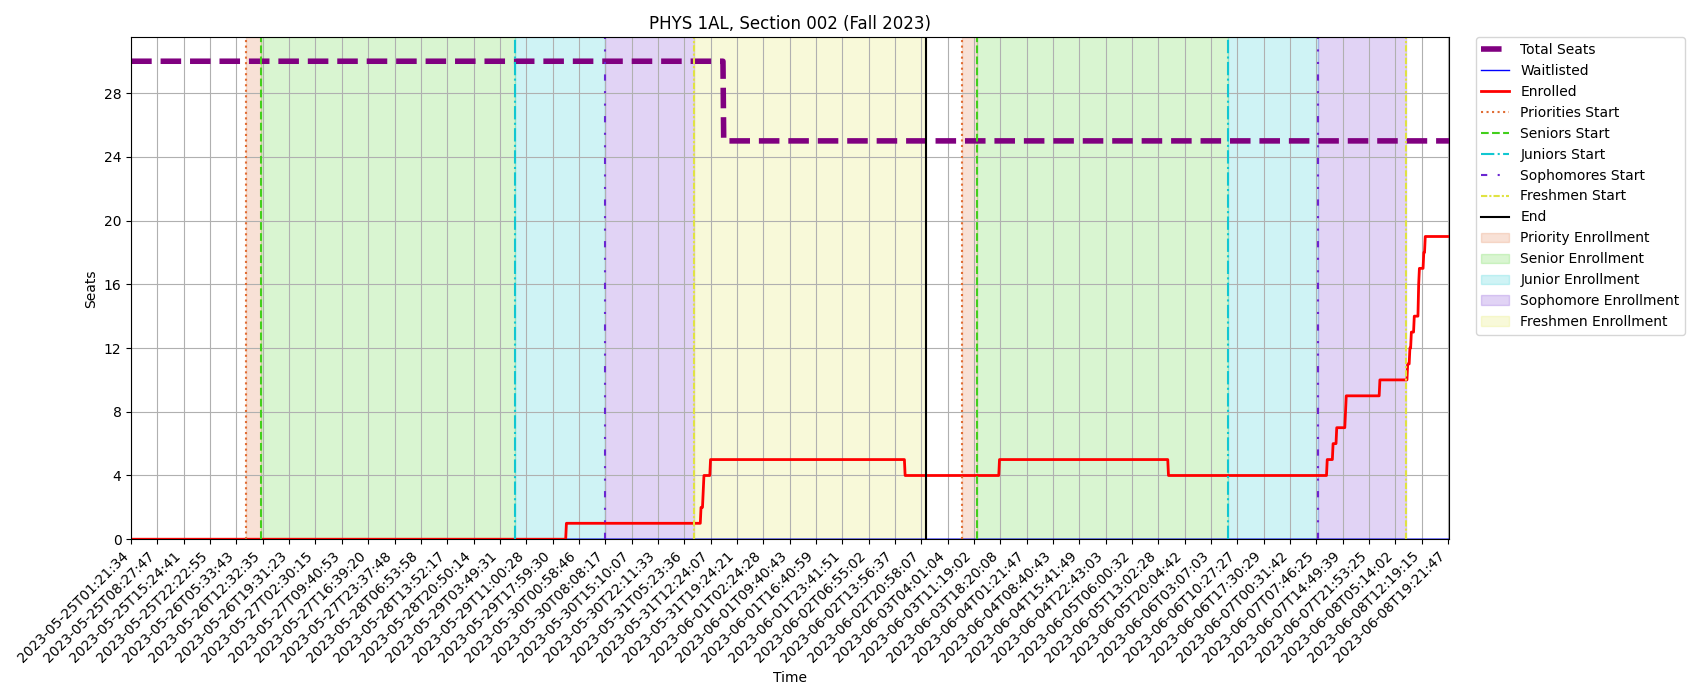 PHYS 1AL, Section 002 (Fall 2023)
Seats
28
24
20
16
12
8
4
0
2023-05-25T01:21:34
2023-05-25T08:27:47
2023-05-25T15:24:41
2023-05-25T22:22:55
2023-05-26T05:33:43
2023-05-26T12:32:35
2023-05-26T19:31:23
2023-05-27T02:30:15
2023-05-27T09:40:53
2023-05-27T16:39:20
2023-05-27T23:37:48
2023-05-28T06:53:58
2023-05-28T13:52:17
2023-05-28T20:50:14
2023-05-29T03:49:31
2023-05-29T11:00:28
2023-05-29T17:59:30
2023-05-30T00:58:46
2023-05-30T08:08:17
2023-05-30T15:10:07
2023-05-30T22:11:33
2023-05-31T05:23:36
2023-05-31T12:24:07
2023-05-31T19:24:21
2023-06-01T02:24:28
2023-06-01T09:40:43
2023-06-01T16:40:59
2023-06-01T23:41:51
2023-06-02T06:55:02
2023-06-02T13:56:37
2023-06-02T20:58:07
2023-06-03T04:01:04
2023-06-03T11:19:02
2023-06-03T18:20:08
2023-06-04T01:21:47
2023-06-04T08:40:43
2023-06-04T15:41:49
2023-06-04T22:43:03
2023-06-05T06:00:32
2023-06-05T13:02:28
2023-06-05T20:04:42
2023-06-06T03:07:03
2023-06-06T10:27:27
2023-06-06T17:30:29
2023-06-07T00:31:42
2023-06-07T07:46:25
2023-06-07T14:49:39
2023-06-07T21:53:25
2023-06-08T05:14:02
2023-06-08T12:19:15
2023-06-08T19:21:47
Time
Total Seats
Waitlisted
Enrolled
Priorities Start
Seniors Start
Juniors Start
Sophomores Start
Freshmen Start
End
Priority Enrollment
Senior Enrollment
Junior Enrollment
Sophomore Enrollment
Freshmen Enrollment